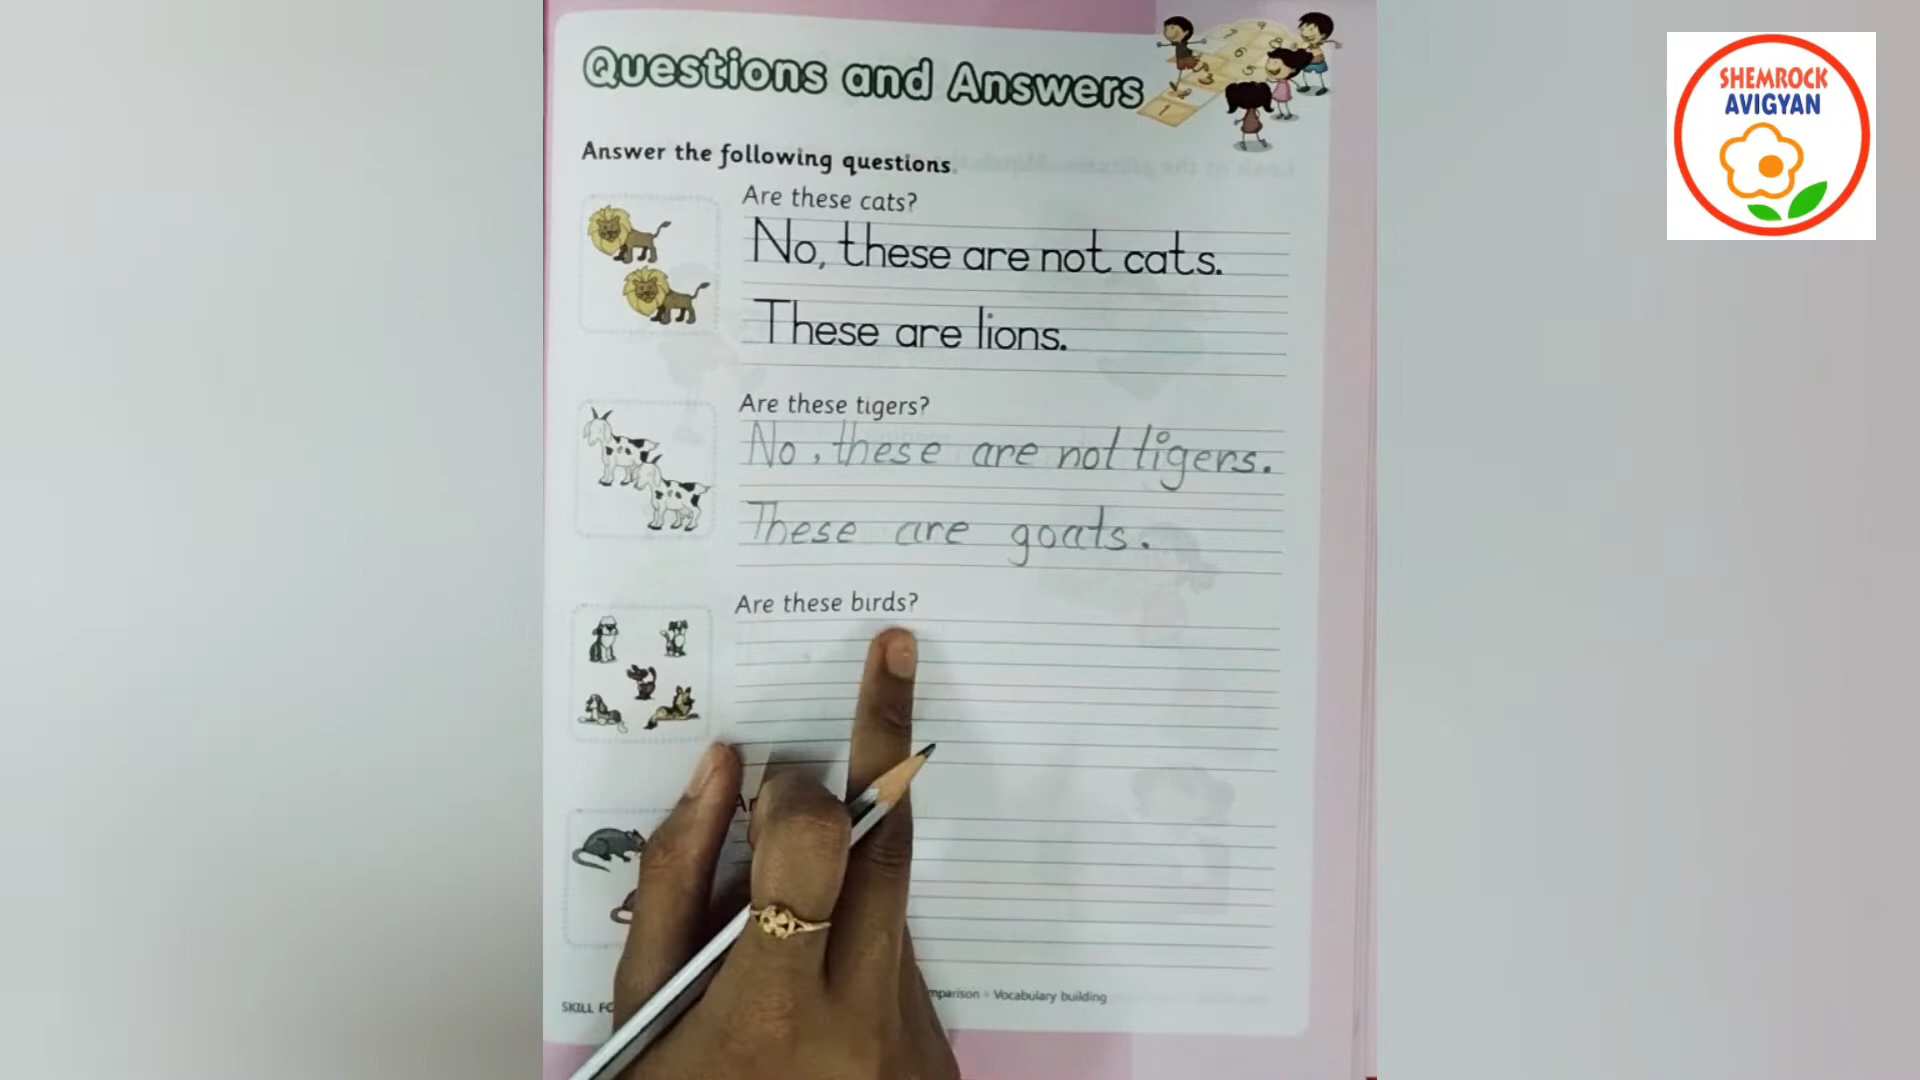 Questions and Answers
SHEMROCK
AVIGYAN
Answer the following questions.
Are these cats?
No, these are not cats.
These are lions.
Are these tigers?
No, these are not tigers.
These are goats.
Are these birds?
Vocabulary building